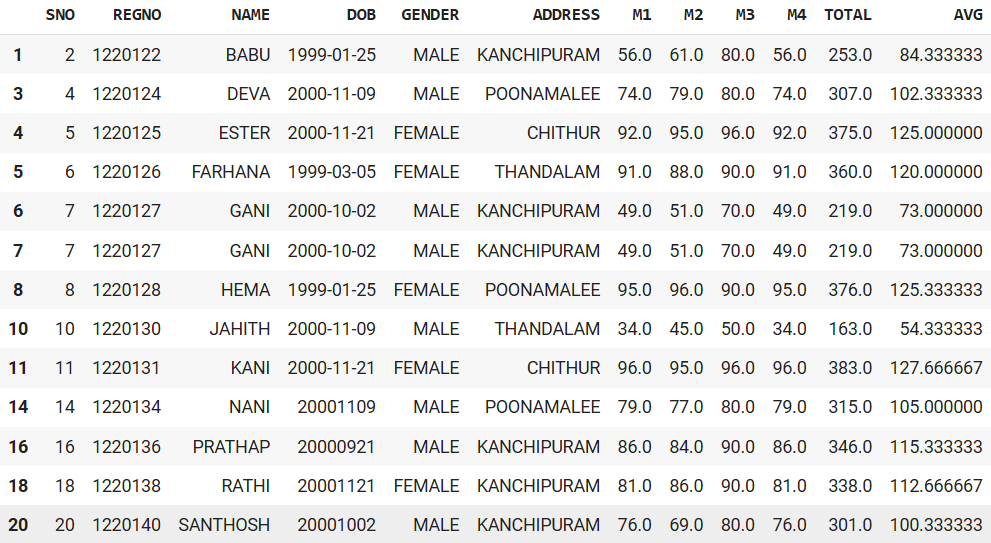 SNO REGNO NAME DOB GENDER ADDRESS M1 M2 M3 M4 TOTAL AVG
1 2 1220122 BABU 1999-01-25 MALE KANCHIPURAM 56.0 61.0 80.0 56.0 253.0 84.333333
3 4 1220124 DEVA 2000-11-09 MALE POONAMALEE 74.0 79.0 80.0 74.0 307.0 102.333333
4 5 1220125 ESTER 2000-11-21 FEMALE CHITHUR 92.0 95.0 96.0 92.0 375.0 125.000000
5 6 1220126 FARHANA 1999-03-05 FEMALE THANDALAM 91.0 88.0 90.0 91.0 360.0 120.000000
6 7 1220127 GANI 2000-10-02 MALE KANCHIPURAM 49.0 51.0 70.0 49.0 219.0 73.000000
7 7 1220127 GANI 2000-10-02 MALE KANCHIPURAM 49.0 51.0 70.0 49.0 219.0 73.000000
8 8 1220128 HEMA 1999-01-25 FEMALE POONAMALEE 95.0 96.0 90.0 95.0 376.0 125.333333
10 10 1220130 JAHITH 2000-11-09 MALE THANDALAM 34.0 45.0 50.0 34.0 163.0 54.333333
11 11 1220131 KANI 2000-11-21 FEMALE CHITHUR 96.0 95.0 96.0 96.0 383.0 127.666667
14 14 1220134 NANI 20001109 MALE POONAMALEE 79.0 77.0 80.0 79.0 315.0 105.000000
16 16 1220136 PRATHAP 20000921 MALE KANCHIPURAM 86.0 84.0 90.0 86.0 346.0 115.333333
18 18 1220138 RATHI 20001121 FEMALE KANCHIPURAM 81.0 86.0 90.0 81.0 338.0 112.666667
20 20 1220140 SANTHOSH 20001002 MALE KANCHIPURAM 76.0 69.0 80.0 76.0 301.0 100.333333